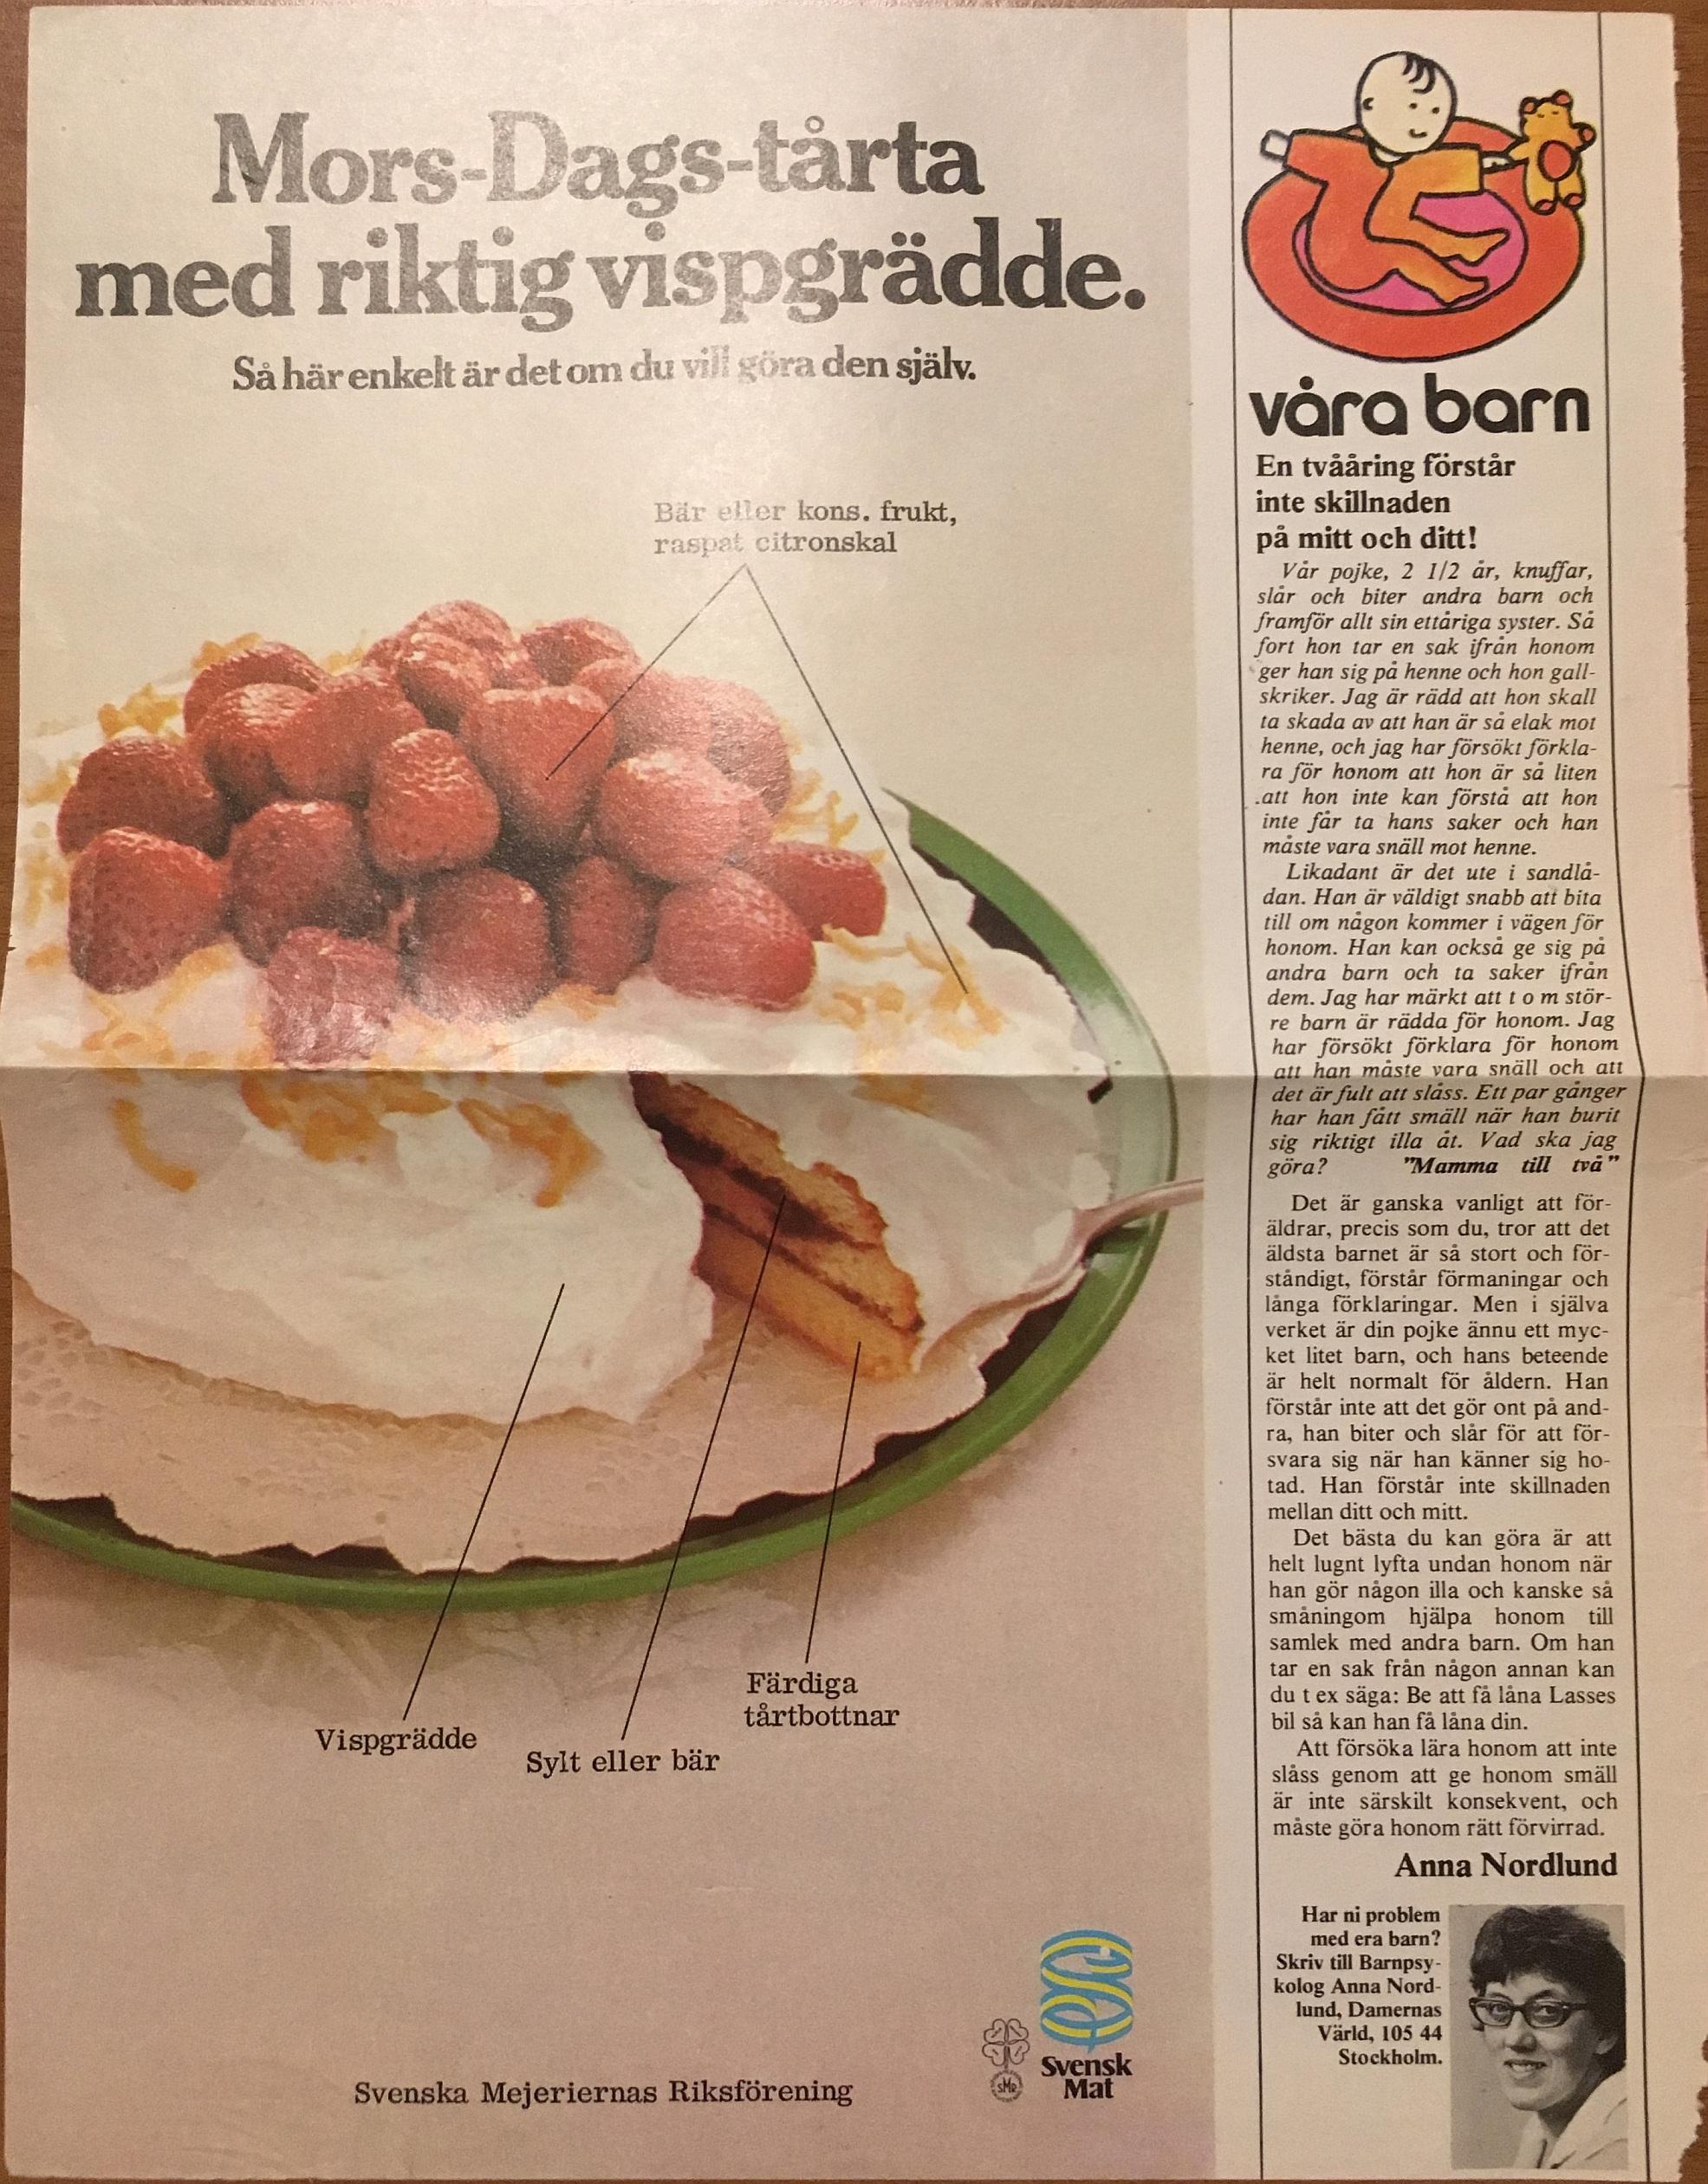 Mors-Dags-tårta
med riktig vispgrädde.
Så här enkelt är det om du vill göra den själv.
Bär eller kons. frukt,
raspat citronskal
Vispgrädde
Sylt eller bär
Färdiga
tårtbottnar
Svenska Mejeriernas Riksförening
SMR
Svensk
Mat
våra barn
En tvååring förstår
inte skillnaden
på mitt och ditt!
Vår pojke, 2 1/2 år, knuffar,
slår och biter andra barn och
framför allt sin ettåriga syster. Så
fort hon tar en sak ifrån honom
ger han sig på henne och hon gall-
skriker. Jag är rädd att hon skall
ta skada av att han är så elak mot
henne, och jag har försökt förkla-
ra för honom att hon är så liten
att hon inte kan förstå att hon
inte får ta hans saker och han
måste vara snäll mot henne.
Likadant är det ute i sandlå-
dan. Han är väldigt snabb att bita
till om någon kommer i vägen för
honom. Han kan också ge sig på
andra barn och ta saker ifrån
dem. Jag har märkt att t o m stör-
re barn är rädda för honom. Jag
har försökt förklara för honom
att han måste vara snäll och att
det är fult att slåss. Ett par gånger
har han fått smäll när han burit
sig riktigt illa åt. Vad ska jag
göra? "Mamma till två"
Det är ganska vanligt att för-
äldrar, precis som du, tror att det
äldsta barnet är så stort och för-
ståndigt, förstår förmaningar och
långa förklaringar. Men i själva
verket är din pojke ännu ett myc-
ket litet barn, och hans beteende
är helt normalt för åldern. Han
förstår inte att det gör ont på and-
ra, han biter och slår för att för-
svara sig när han känner sig ho-
tad. Han förstår inte skillnaden
mellan ditt och mitt.
Det bästa du kan göra är att
helt lugnt lyfta undan honom när
han gör någon illa och kanske så
småningom hjälpa honom till
samlek med andra barn. Om han
tar en sak från någon annan kan
du t ex säga: Be att få låna Lasses
bil så kan han få låna din.
Att försöka lära honom att inte
slåss genom att ge honom smäll
är inte särskilt konsekvent, och
måste göra honom rätt förvirrad.
Anna Nordlund
Har ni problem
med era barn?
Skriv till Barnpsy-
kolog Anna Nord-
lund, Damernas
Värld, 105 44
Stockholm.